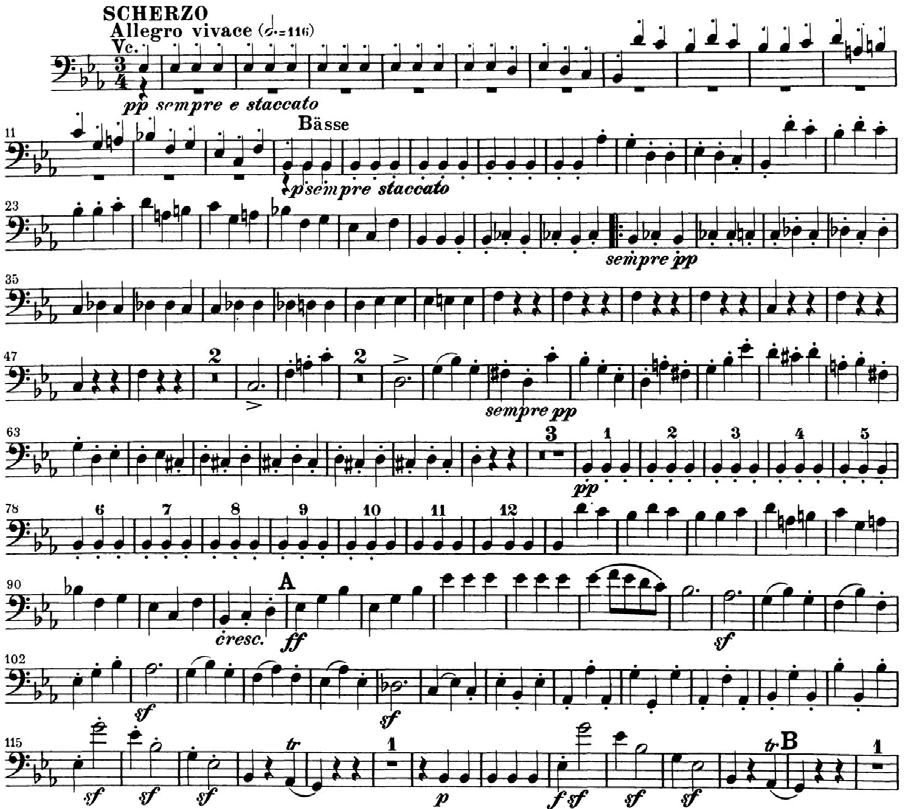 SCHERZO
Allegro vivace (𝅗𝅥.=116)
Vc.
3
4
pp sempre e staccato
11
Bässe
p sempre staccato
23
sempre pp
35
47
2
2
sempre pp
63
3
1
2
3
4
5
pp
78
6
7
8
9
10
11
12
90
A
cresc.
ff
sf
102
sf
sf
115
tr
1
tr
B
1
sf
sf
sf
p
f sf
sf
sf